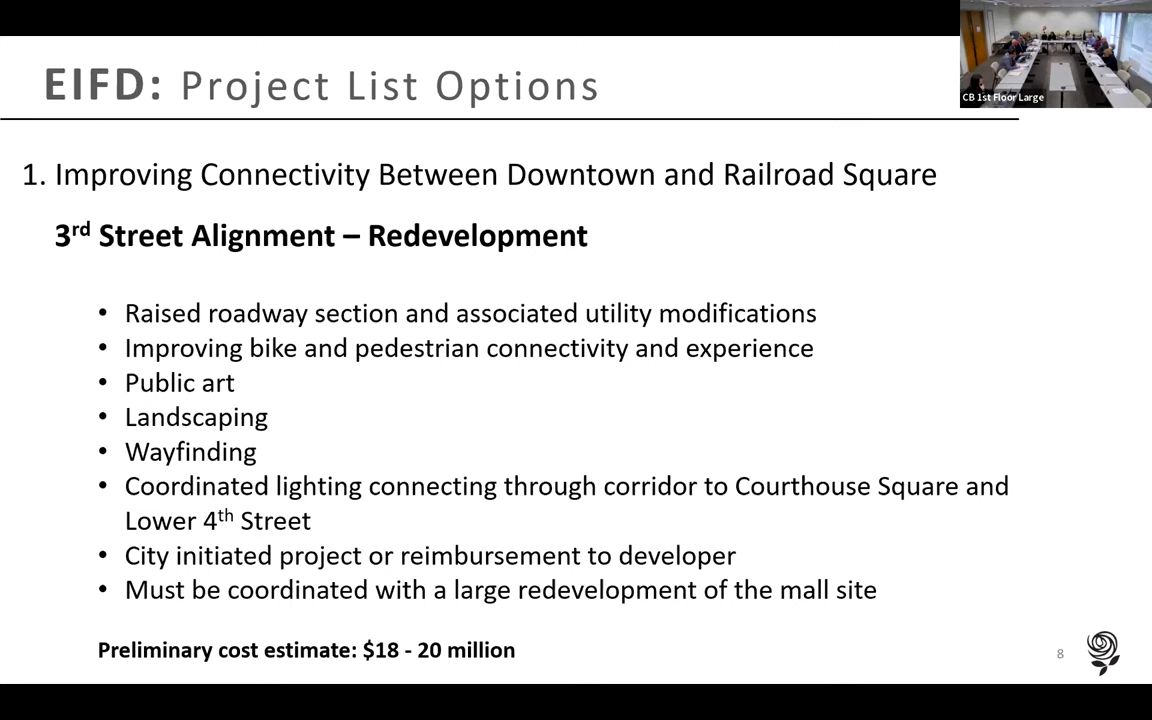 EIFD: Project List Options
CB 1st Floor Large
1. Improving Connectivity Between Downtown and Railroad Square
3rd Street Alignment – Redevelopment
• Raised roadway section and associated utility modifications
• Improving bike and pedestrian connectivity and experience
• Public art
• Landscaping
• Wayfinding
• Coordinated lighting connecting through corridor to Courthouse Square and
Lower 4th Street
• City initiated project or reimbursement to developer
• Must be coordinated with a large redevelopment of the mall site
Preliminary cost estimate: $18 - 20 million
8